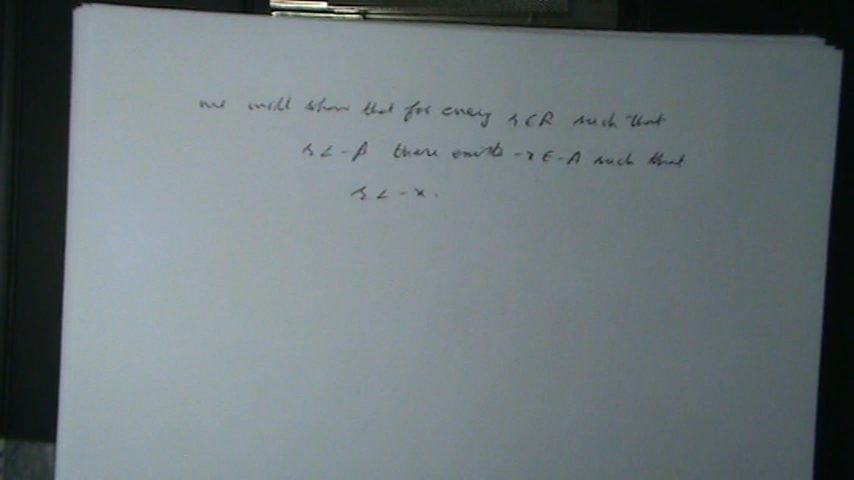 we will show that for every s ∈ R such that
s < -β there exists -x ∈ -A such that
s < -x.